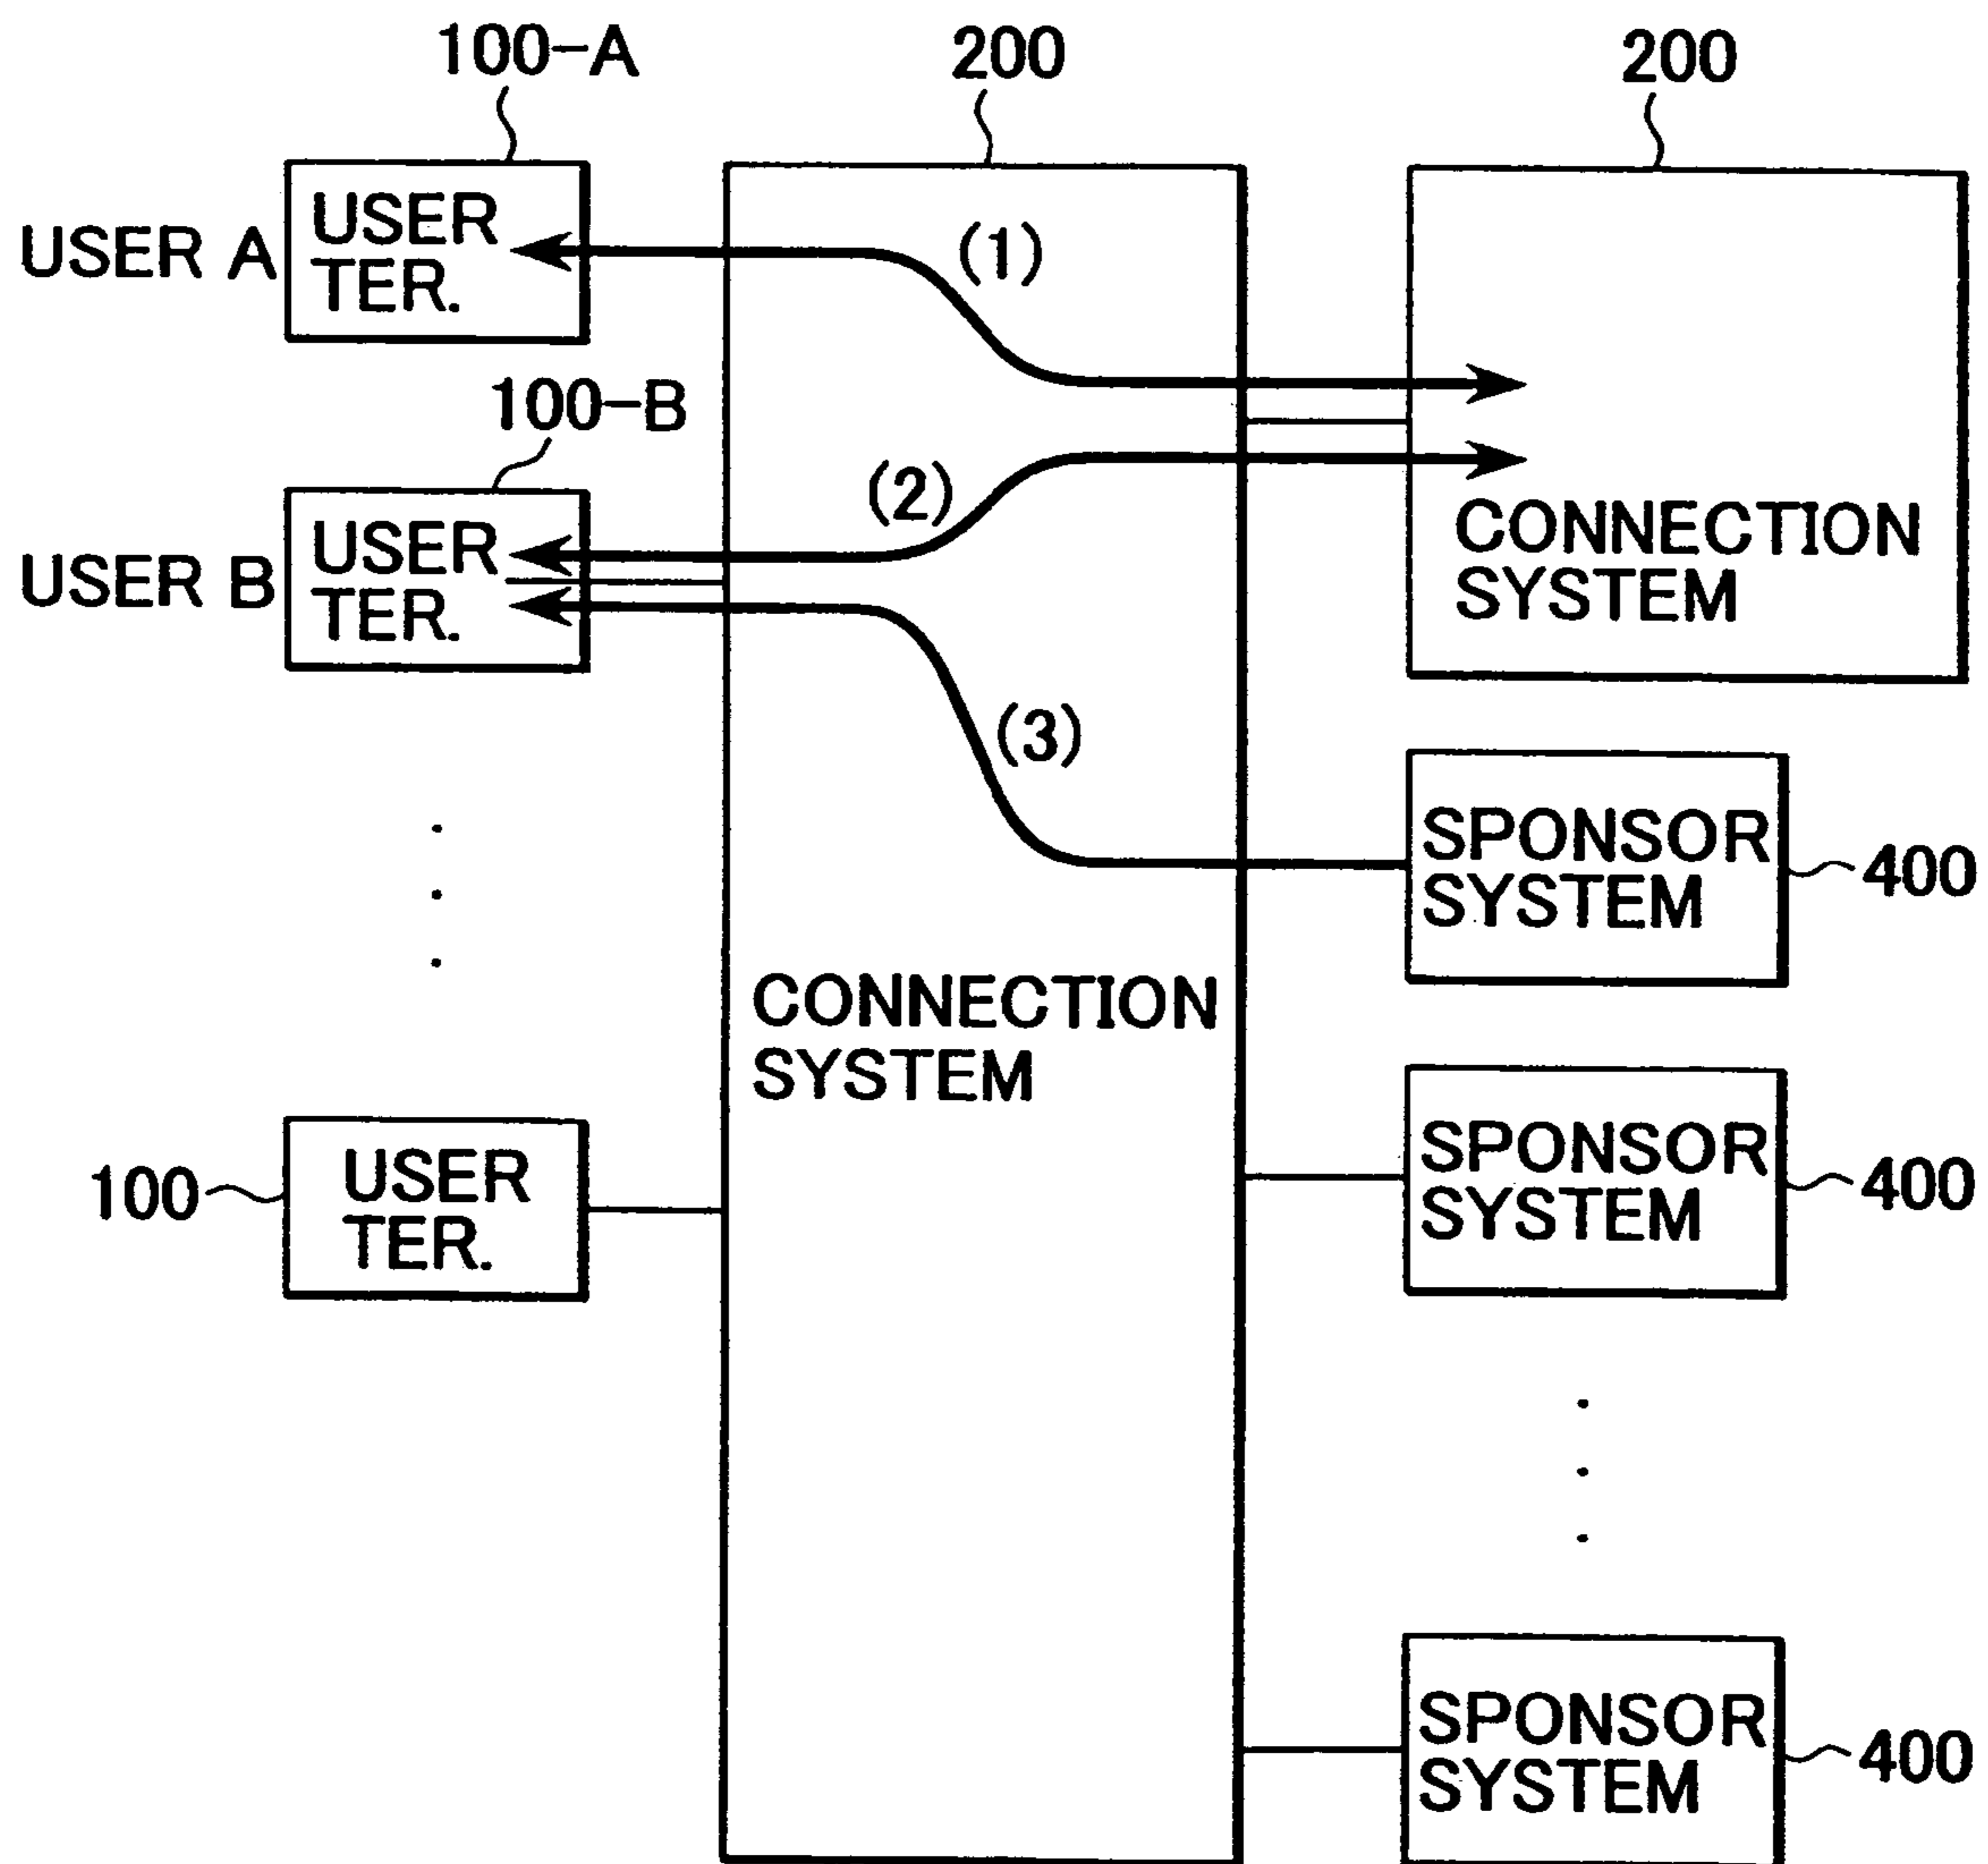 100-A
200
200
USER A
USER
TER.
(1)
100-B
(2)
USER B
USER
TER.
CONNECTION
SYSTEM
(3)
SPONSOR
SYSTEM
400
CONNECTION
SYSTEM
100
USER
TER.
SPONSOR
SYSTEM
400
SPONSOR
SYSTEM
400